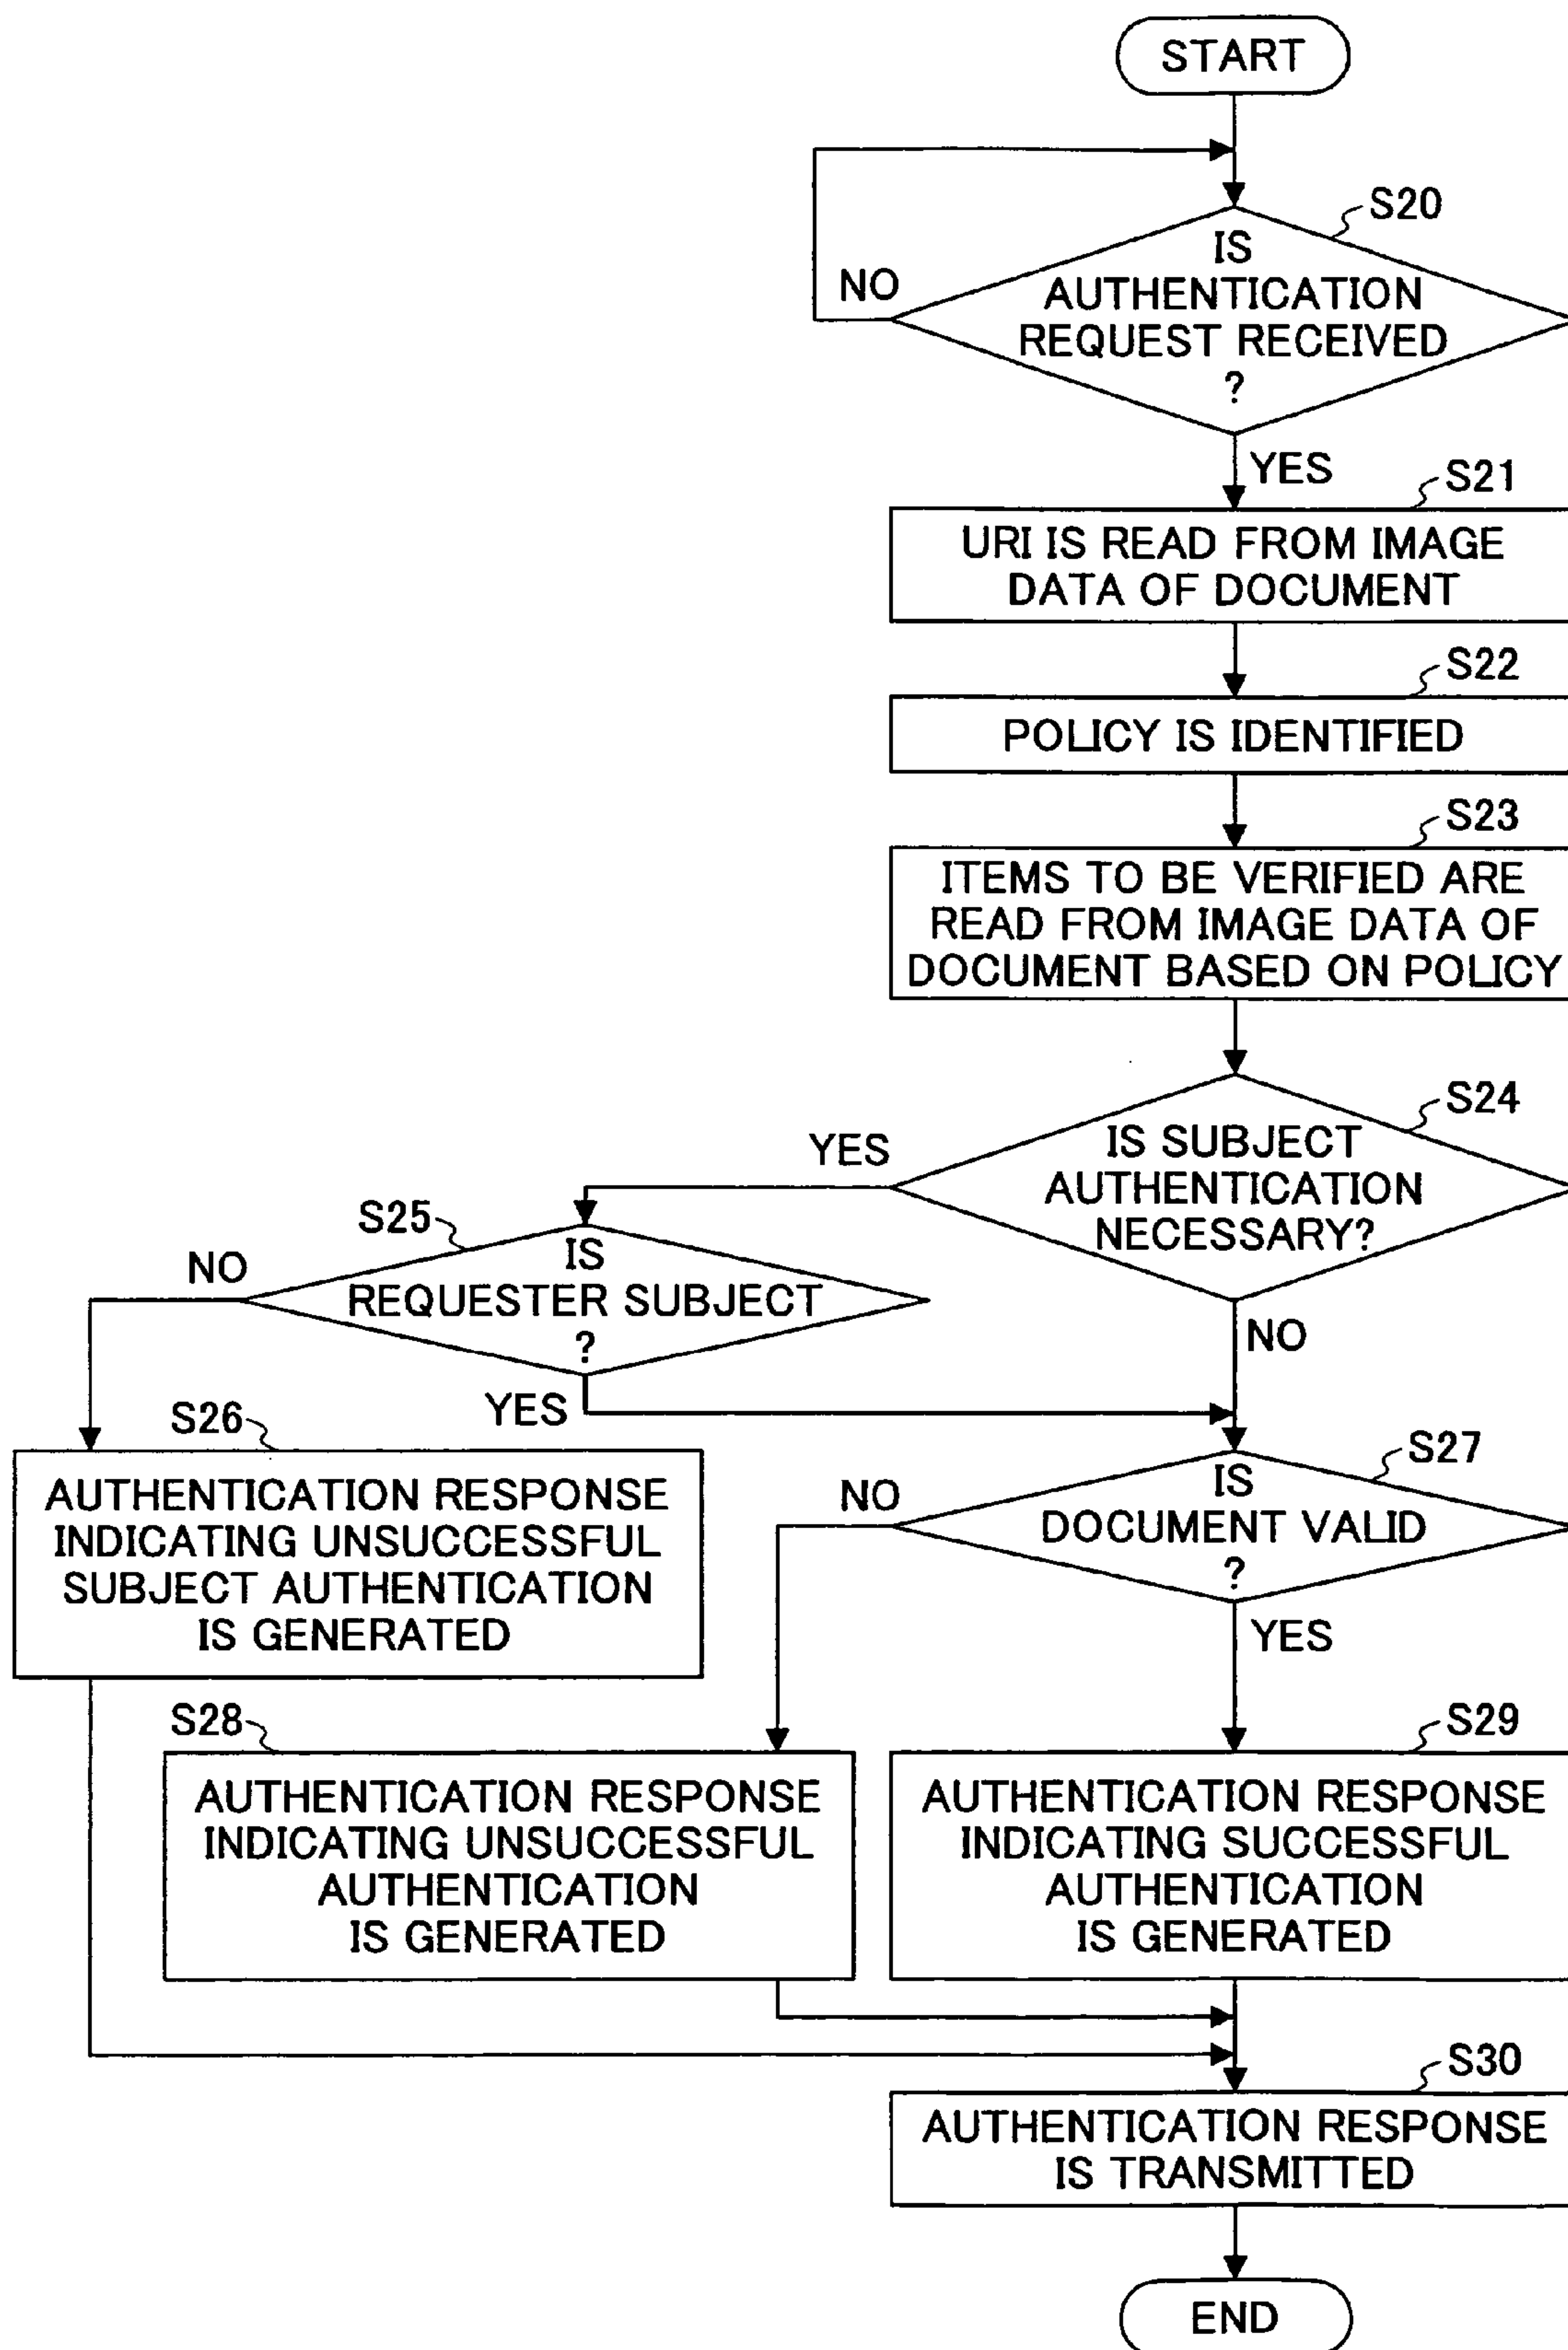 START
S20
IS
AUTHENTICATION
REQUEST RECEIVED
?
NO
YES
S21
URI IS READ FROM IMAGE
DATA OF DOCUMENT
S22
POLICY IS IDENTIFIED
S23
ITEMS TO BE VERIFIED ARE
READ FROM IMAGE DATA OF
DOCUMENT BASED ON POLICY
S24
IS SUBJECT
AUTHENTICATION
NECESSARY?
YES
NO
S25
IS
REQUESTER SUBJECT
?
NO
YES
S26
AUTHENTICATION RESPONSE
INDICATING UNSUCCESSFUL
SUBJECT AUTHENTICATION
IS GENERATED
S27
IS
DOCUMENT VALID
?
NO
YES
S28
AUTHENTICATION RESPONSE
INDICATING UNSUCCESSFUL
AUTHENTICATION
IS GENERATED
S29
AUTHENTICATION RESPONSE
INDICATING SUCCESSFUL
AUTHENTICATION
IS GENERATED
S30
AUTHENTICATION RESPONSE
IS TRANSMITTED
END